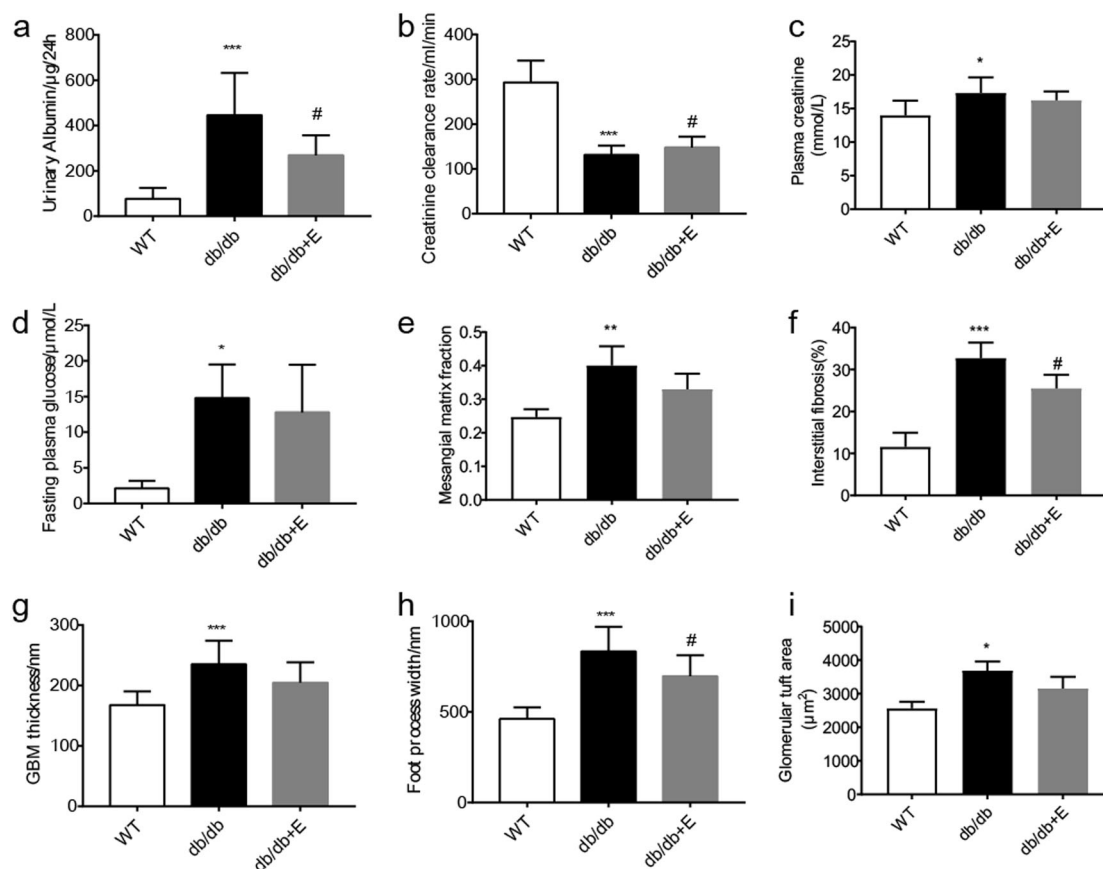 a
Urinary Albumin/µg/24h
800
600
400
200
0
***
#
WT
db/db
db/db+E
b
Creatinine clearance rate/ml/min
400
300
200
100
0
***
#
WT
db/db
db/db+E
c
Plasma creatinine
(mmol/L)
25
20
15
10
5
0
*
WT
db/db
db/db+E
d
Fasting plasma glucose/µmol/L
25
20
15
10
5
0
*
WT
db/db
db/db+E
e
Mesangial matrix fraction
0.5
0.4
0.3
0.2
0.1
0.0
**
WT
db/db
db/db+E
f
Interstitial fibrosis(%)
40
30
20
10
0
***
#
WT
db/db
db/db+E
g
GBM thickness/nm
300
200
100
0
***
WT
db/db
db/db+E
h
Foot process width/nm
1000
500
0
***
#
WT
db/db
db/db+E
i
Glomerular tuft area
(µm²)
5000
4000
3000
2000
1000
0
*
WT
db/db
db/db+E